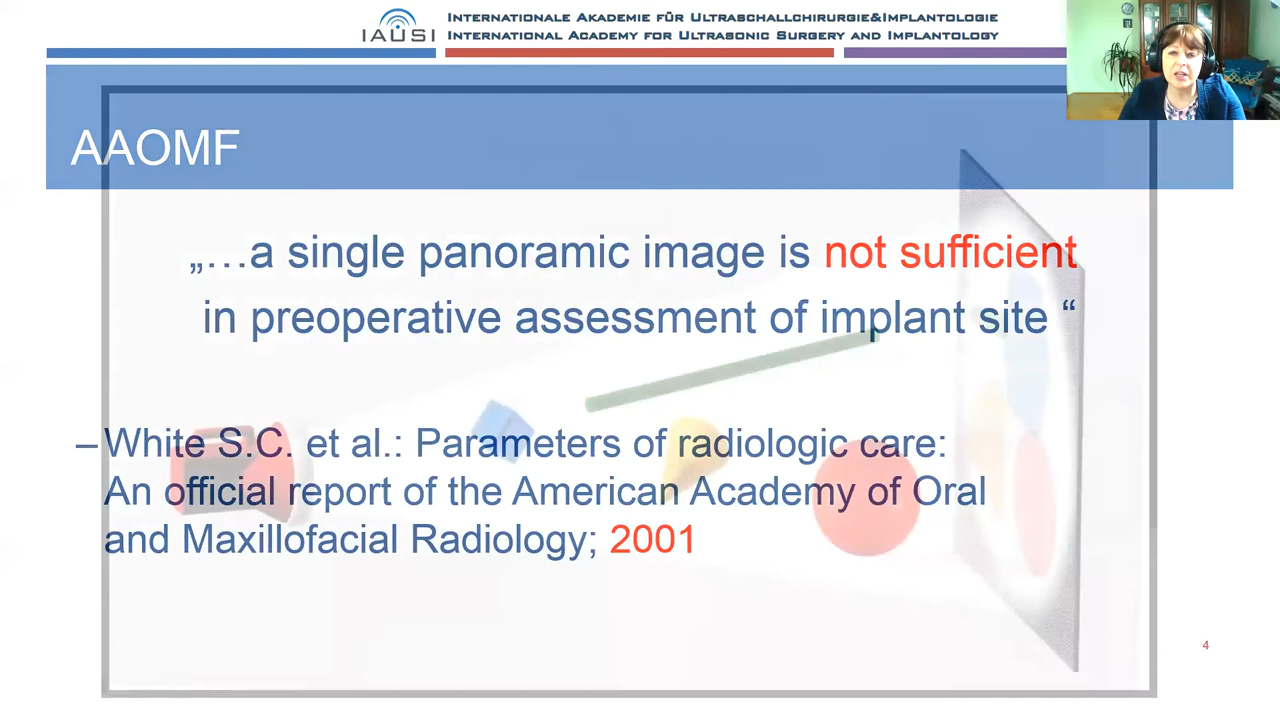 IAUSI
INTERNATIONALE AKADEMIE FÜR ULTRASCHALLCHIRURGIE&IMPLANTOLOGIE
INTERNATIONAL ACADEMY FOR ULTRASONIC SURGERY AND IMPLANTOLOGY
AAOMF
„…a single panoramic image is not sufficient
in preoperative assessment of implant site “
–White S.C. et al.: Parameters of radiologic care:
An official report of the American Academy of Oral
and Maxillofacial Radiology; 2001
4